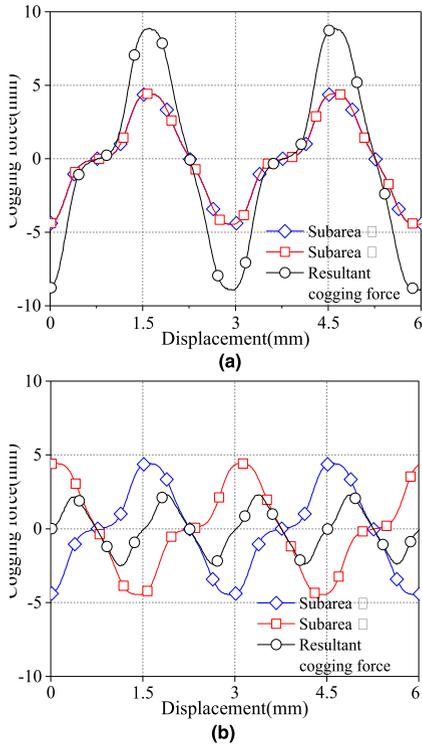 10
5
0
-5
-10
Cogging force(mm)
Subarea
Subarea
Resultant
cogging force
0 1.5 3 4.5 6
Displacement(mm)
(a)
10
5
0
-5
-10
Cogging force(mm)
Subarea
Subarea
Resultant
cogging force
0 1.5 3 4.5 6
Displacement(mm)
(b)